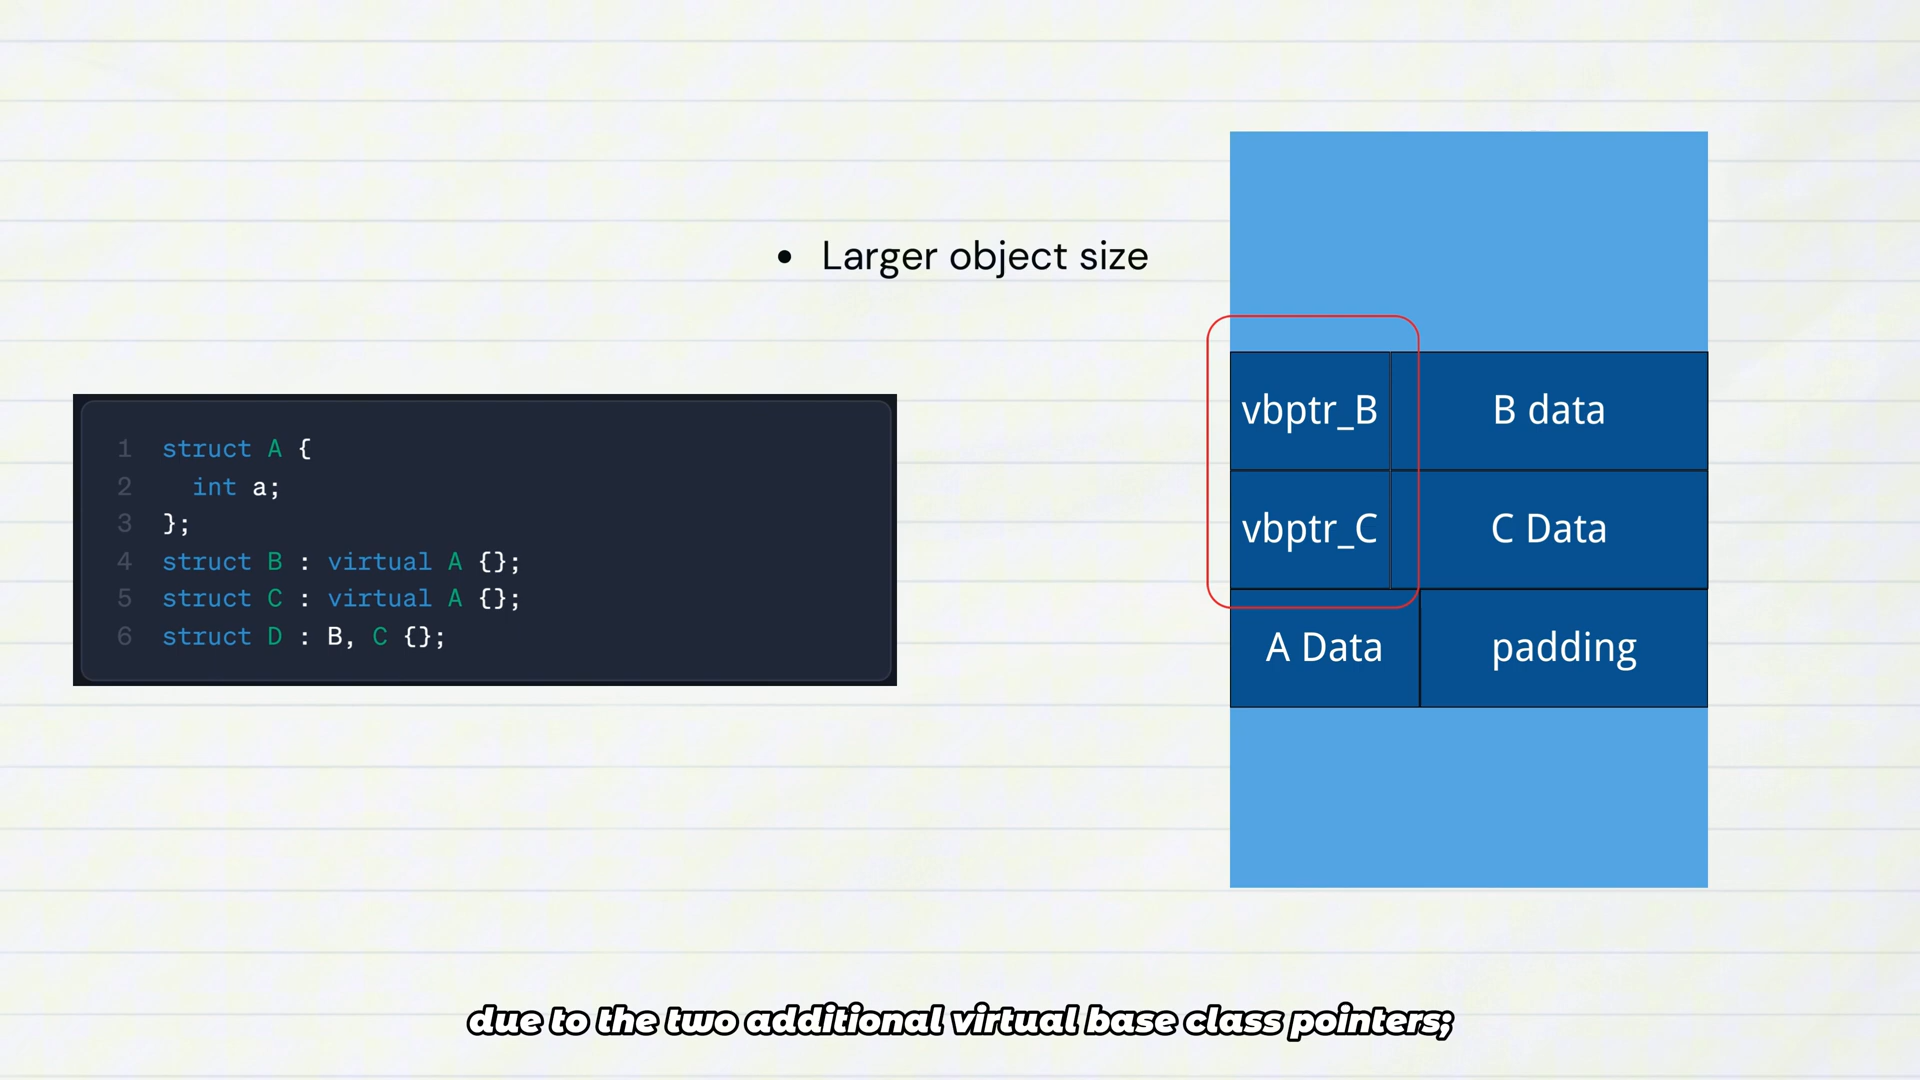 • Larger object size
1 struct A {
2 int a;
3 };
4 struct B : virtual A {};
5 struct C : virtual A {};
6 struct D : B, C {};
vbptr_B
B data
vbptr_C
C Data
A Data
padding
due to the two additional virtual base class pointers;